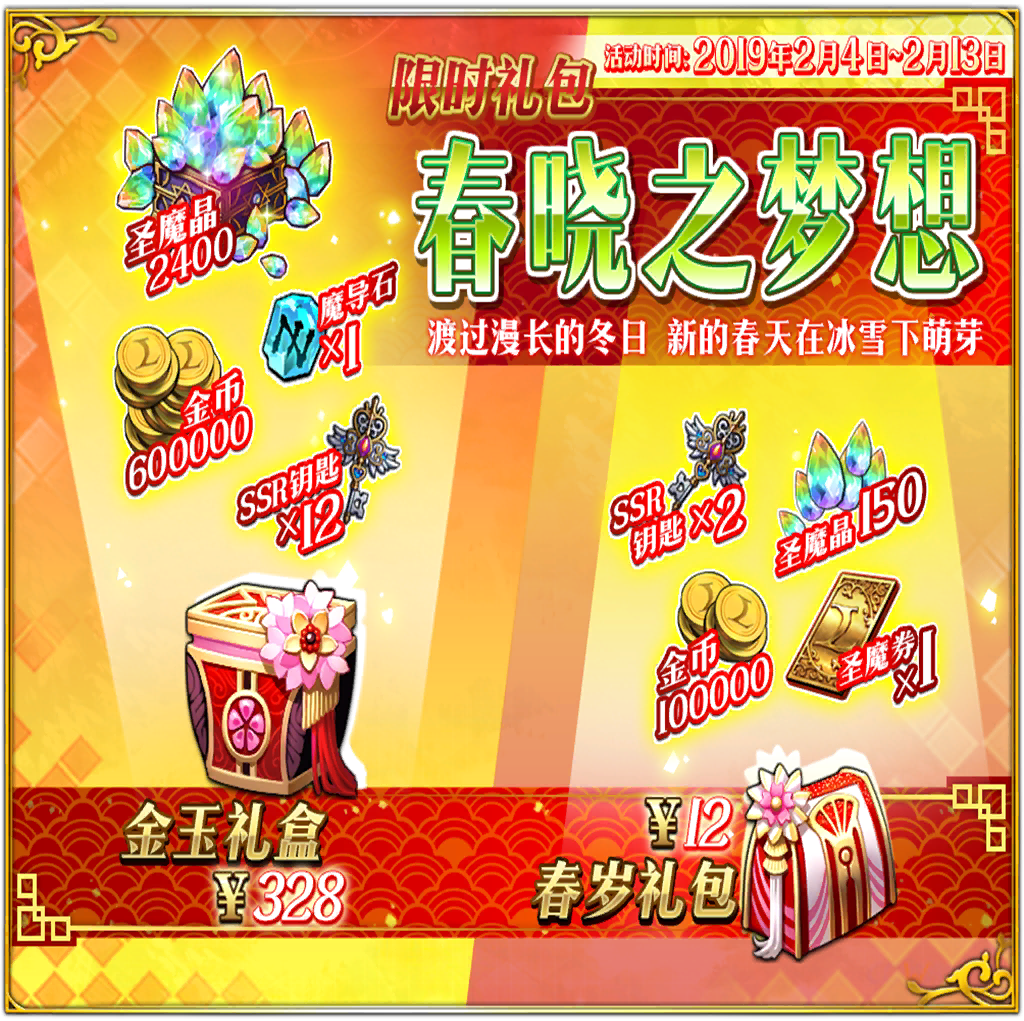 活动时间:2019年2月4日~2月13日
限时礼包
春晓之梦想
渡过漫长的冬日 新的春天在冰雪下萌芽
圣魔晶
2400
魔导石
×1
金币
600000
SSR钥匙
×12
金玉礼盒
¥328
SSR
钥匙×2
圣魔晶150
金币
100000
圣魔券
×1
¥12
春岁礼包